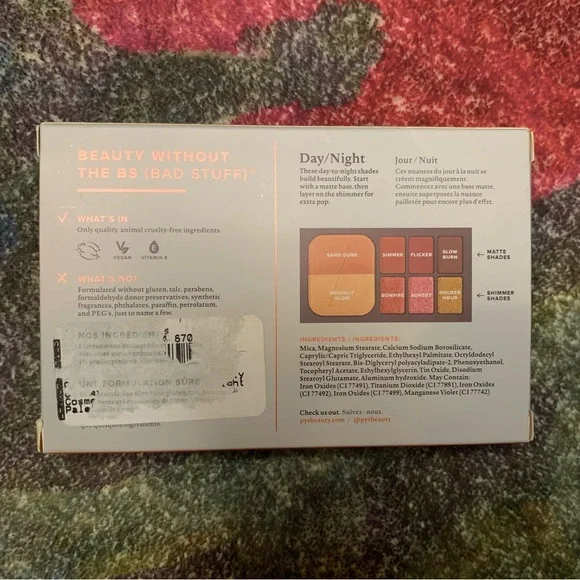 BEAUTY WITHOUT
THE BS (BAD STUFF)™
WHAT'S IN
Only quality, animal cruelty-free ingredients.
VEGAN
VITAMIN E
WHAT'S NOT
Formulated without gluten, talc, parabens,
formaldehyde donor preservatives, synthetic
fragrances, phthalates, paraffin, petrolatum,
and PEG's, just to name a few.
NOS INGRÉDIENTS
670
UNE FORMULATION SÛRE
Cosme
Pale
Day/Night
These day-to-night shades
build beautifully. Start
with a matte base, then
layer on the shimmer for
extra pop.
Jour / Nuit
Ces nuances du jour à la nuit se
créent magnifiquement.
Commencez avec une base matte,
ensuite superposez la nuance
pailletée pour encore plus d'effet.
SAND DUNE
SIMMER
FLICKER
SLOW
BURN
MATTE
SHADES
MOONLIT
GLOW
BONFIRE
SUNSET
GOLDEN
HOUR
SHIMMER
SHADES
INGREDIENTS / INGRÉDIENTS:
Mica, Magnesium Stearate, Calcium Sodium Borosilicate,
Caprylic/Capric Triglyceride, Ethylhexyl Palmitate, Octyldodecyl
Stearoyl Stearate, Bis-Diglyceryl polyacyladipate-2, Phenoxyethanol,
Tocopheryl Acetate, Ethylhexylglycerin, Tin Oxide, Disodium
Stearoyl Glutamate, Aluminum hydroxide. May Contain:
Iron Oxides (CI 77491), Titanium Dioxide (CI 77891), Iron Oxides
(CI 77492), Iron Oxides (CI 77499), Manganese Violet (CI 77742)
Check us out. Suivez-nous.
pytbeauty.com / @pytbeauty